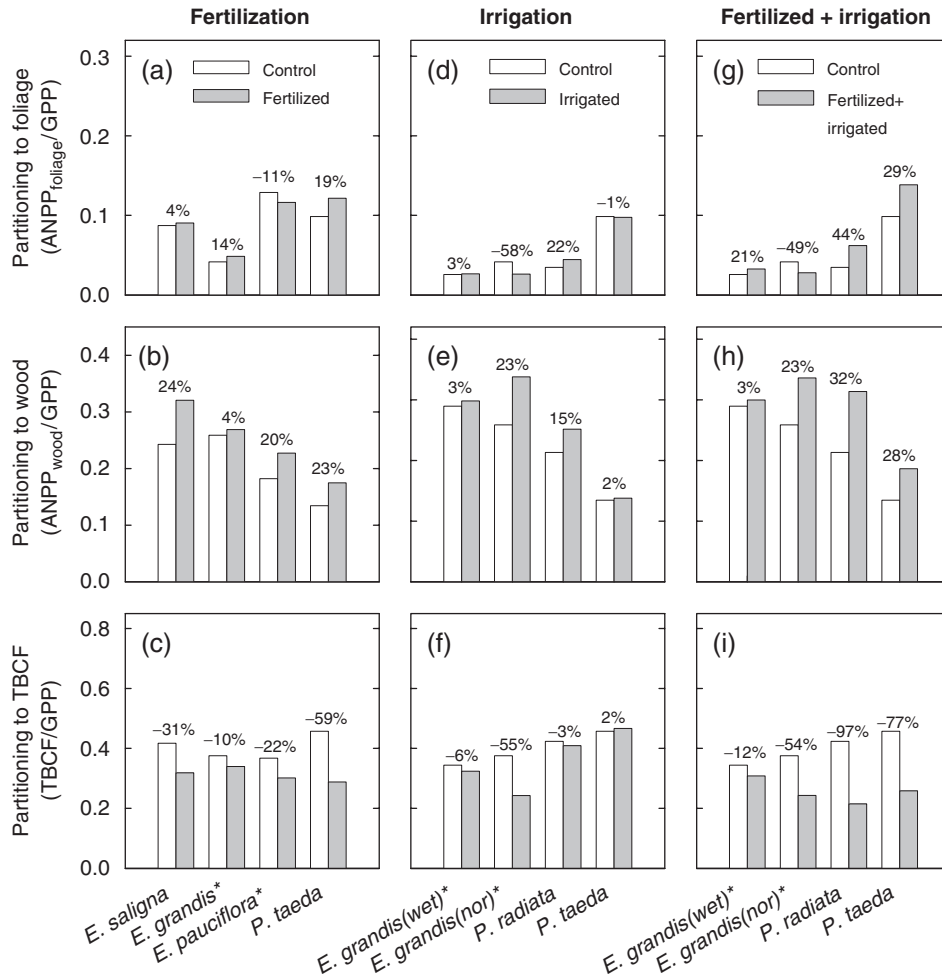 Fertilization
Irrigation
Fertilized + irrigation
Partitioning to foliage
(ANPPfoliage/GPP)
0.3
0.2
0.1
0.0
(a)
Control
Fertilized
4%
14%
−11%
19%
(d)
Control
Irrigated
3%
−58%
22%
−1%
(g)
Control
Fertilized+
irrigated
21%
−49%
44%
29%
Partitioning to wood
(ANPPwood/GPP)
0.4
0.3
0.2
0.1
0.0
(b)
24%
4%
20%
23%
(e)
3%
23%
15%
2%
(h)
3%
23%
32%
28%
Partitioning to TBCF
(TBCF/GPP)
0.8
0.6
0.4
0.2
0.0
(c)
−31%
−10%
−22%
−59%
(f)
−6%
−55%
−3%
2%
(i)
−12%
−54%
−97%
−77%
E. saligna
E. grandis*
E. pauciflora*
P. taeda
E. grandis(wet)*
E. grandis(nor)*
P. radiata
P. taeda
E. grandis(wet)*
E. grandis(nor)*
P. radiata
P. taeda